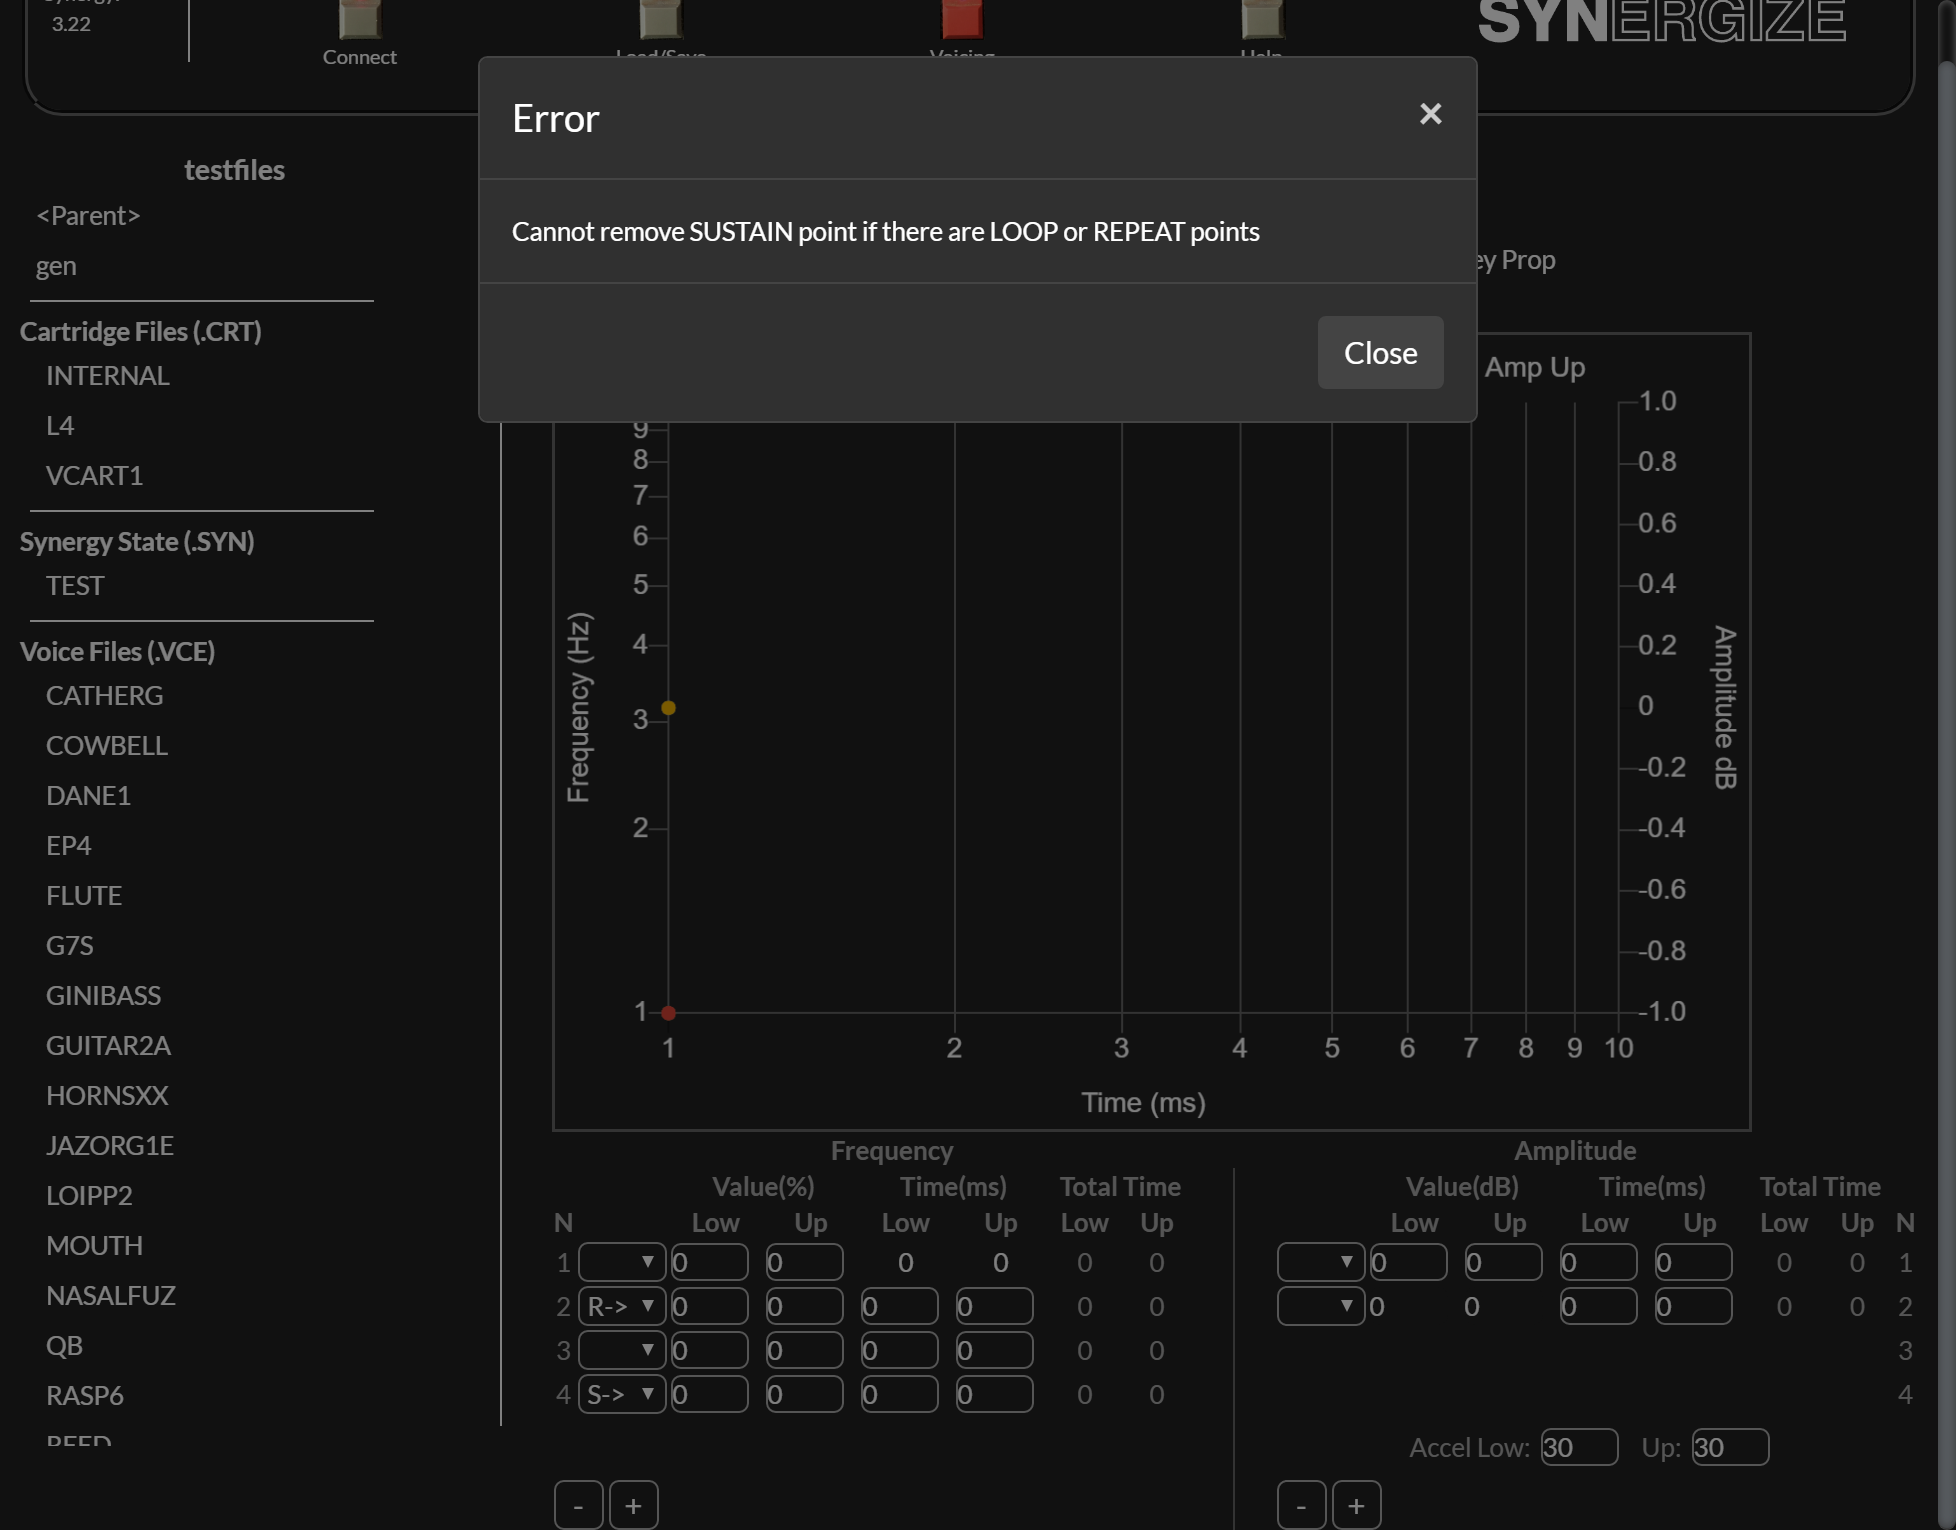 3.22
Connect
Load/Save
Voicing
Help
SYNERGIZE
Error
×
Cannot remove SUSTAIN point if there are LOOP or REPEAT points
Close
testfiles
<Parent>
gen
Cartridge Files (.CRT)
INTERNAL
L4
VCART1
Synergy State (.SYN)
TEST
Voice Files (.VCE)
CATHERG
COWBELL
DANE1
EP4
FLUTE
G7S
GINIBASS
GUITAR2A
HORNSXX
JAZORG1E
LOIPP2
MOUTH
NASALFUZ
QB
RASP6
ey Prop
Amp Up
Frequency (Hz)
9
8
7
6
5
4
3
2
1
1 2 3 4 5 6 7 8 9 10
Time (ms)
1.0
0.8
0.6
0.4
0.2
0
-0.2
-0.4
-0.6
-0.8
-1.0
Amplitude dB
Frequency
Value(%) Time(ms) Total Time
N Low Up Low Up Low Up
1 ▼ 0 0 0 0 0 0
2 R-> ▼ 0 0 0 0 0 0
3 ▼ 0 0 0 0 0 0
4 S-> ▼ 0 0 0 0 0 0
- +
Amplitude
Value(dB) Time(ms) Total Time
Low Up Low Up Low Up N
▼ 0 0 0 0 0 0 1
▼ 0 0 0 0 0 0 2
3
4
Accel Low: 30 Up: 30
- +